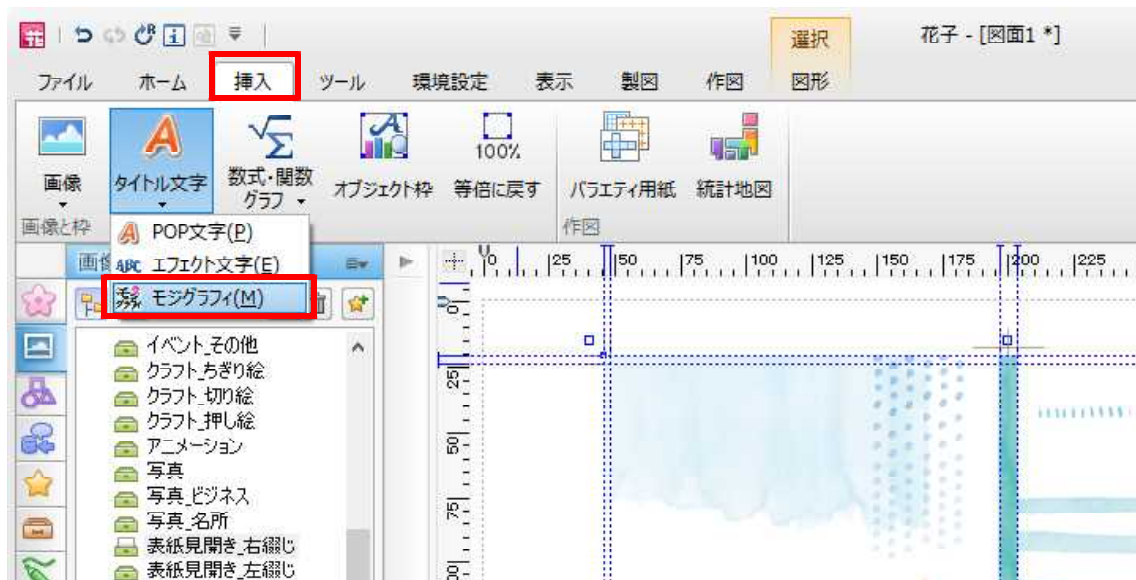 花子 - [図面1 *]
選択
ファイル ホーム 挿入 ツール 環境設定 表示 製図 作図 図形
画像 タイトル文字 数式・関数グラフ オブジェクト枠 100% 等倍に戻す バラエティ用紙 統計地図
画像と枠 作図
POP文字(P)
ABC エフェクト文字(E)
モジグラフィ(M)
イベント_その他
クラフト_ちぎり絵
クラフト_切り絵
クラフト_押し絵
アニメーション
写真
写真_ビジネス
写真_名所
表紙見開き_右綴じ
表紙見開き_左綴じ
0 25 50 75 100 125 150 175 200 225
0
25
50
75